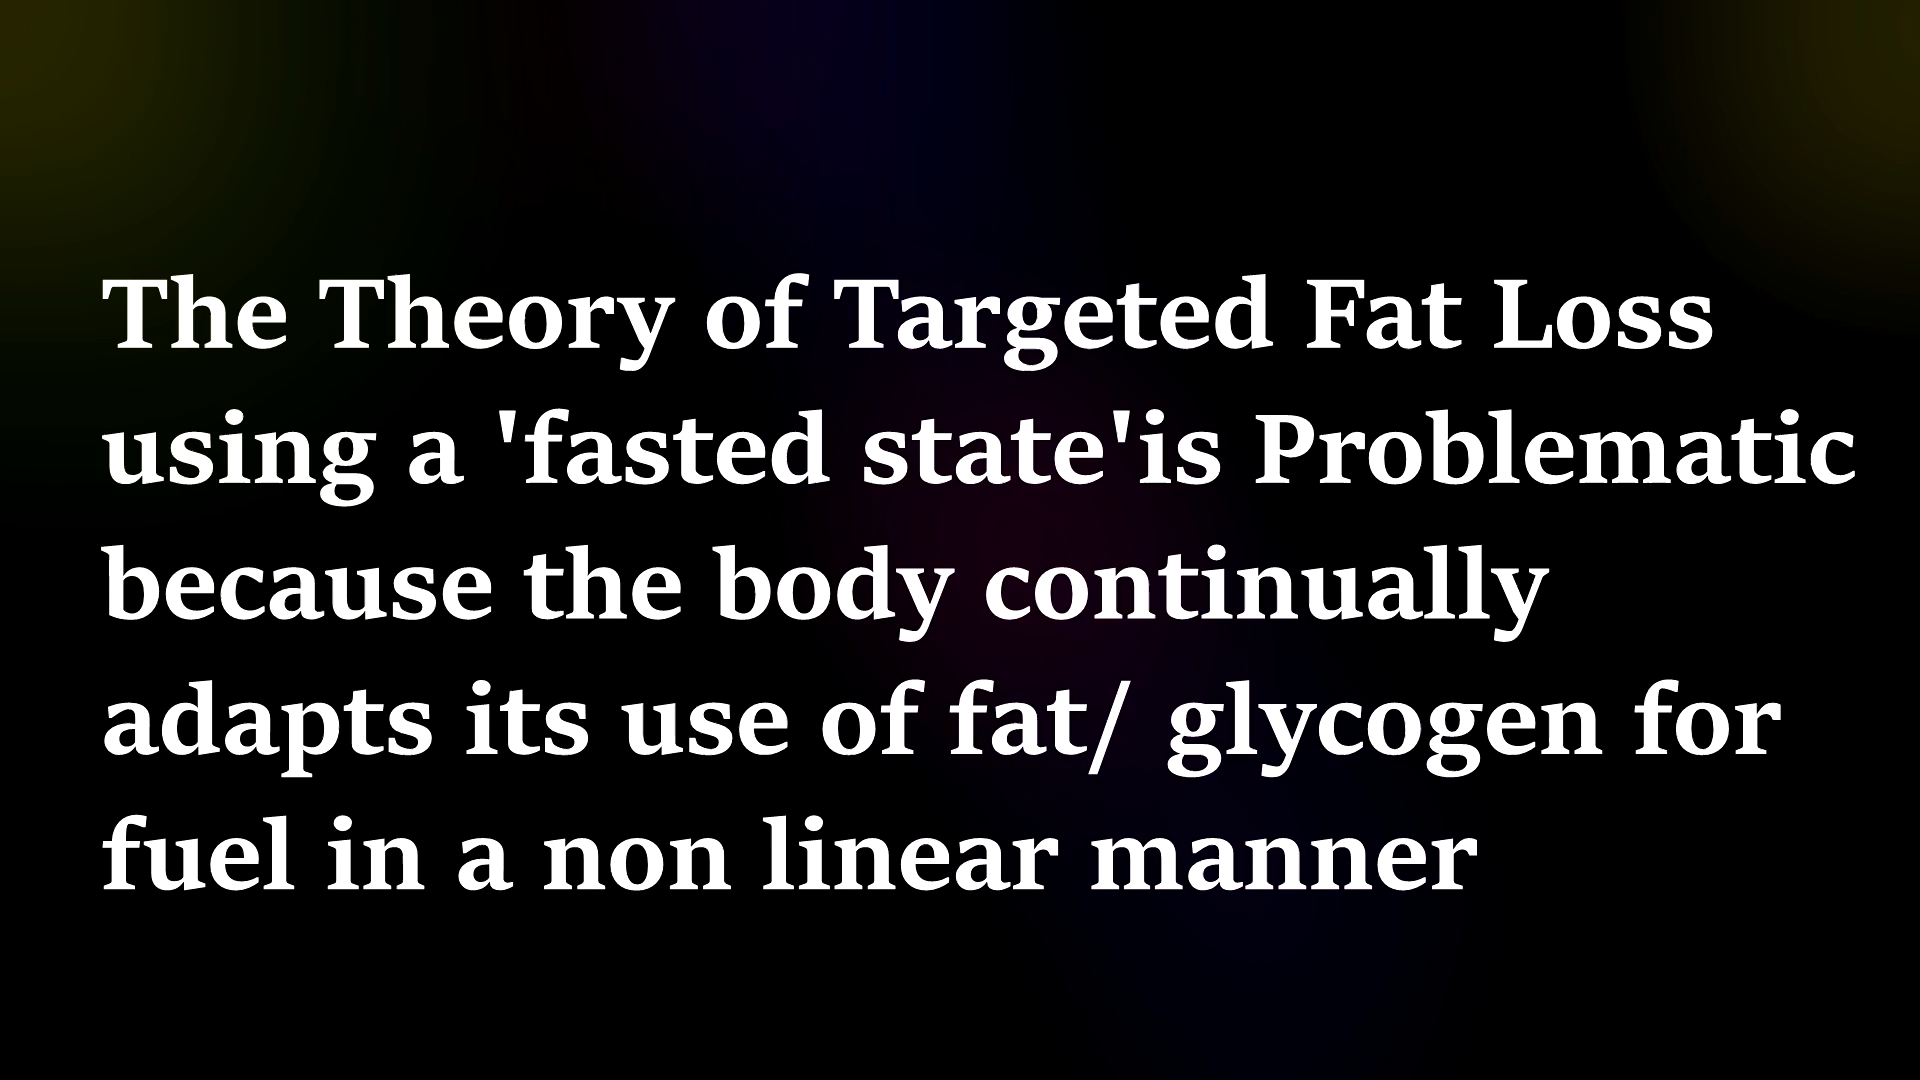 The Theory of Targeted Fat Loss
using a 'fasted state'is Problematic
because the body continually
adapts its use of fat/ glycogen for
fuel in a non linear manner